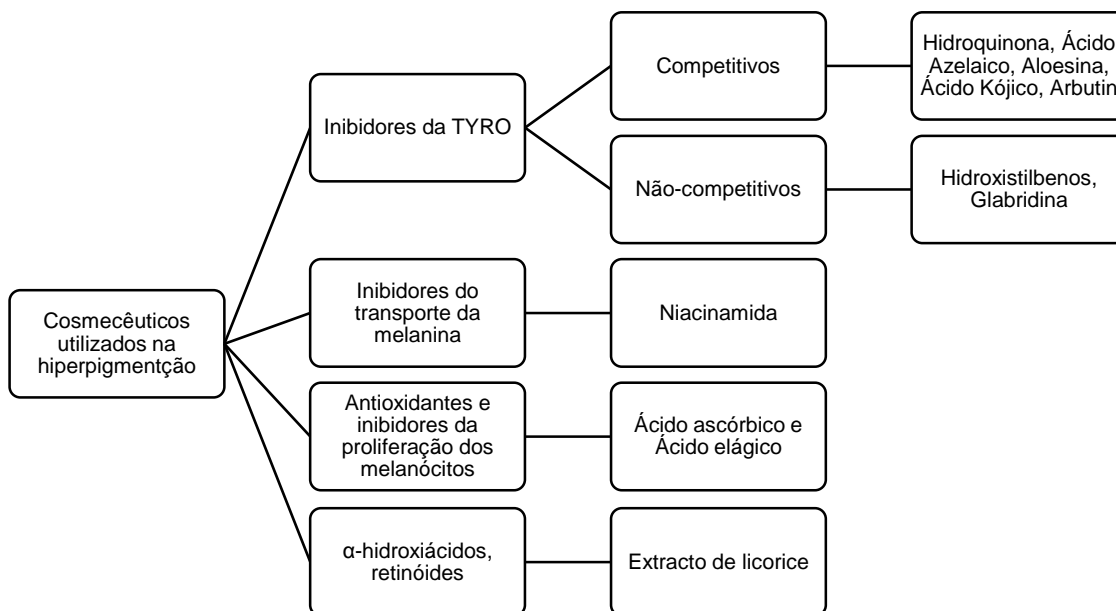 Cosmecêuticos
utilizados na
hiperpigmentção
Inibidores da TYRO
Competitivos
Hidroquinona, Ácido
Azelaico, Aloesina,
Ácido Kójico, Arbutin
Não-competitivos
Hidroxistilbenos,
Glabridina
Inibidores do
transporte da
melanina
Niacinamida
Antioxidantes e
inibidores da
proliferação dos
melanócitos
Ácido ascórbico e
Ácido elágico
α-hidroxiácidos,
retinóides
Extracto de licorice